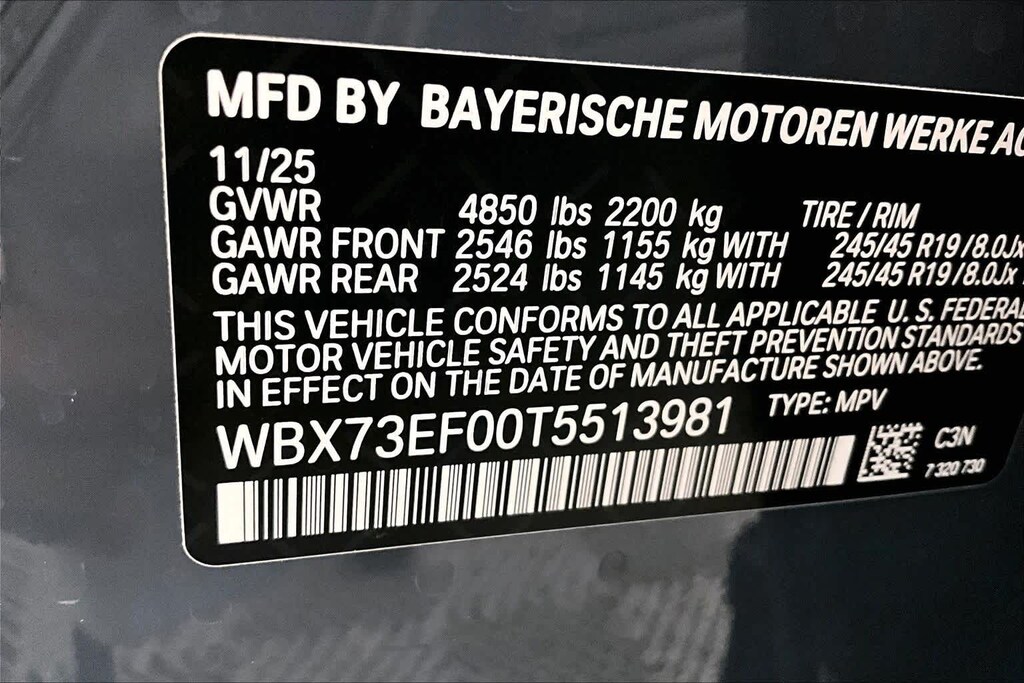 MFD BY BAYERISCHE MOTOREN WERKE AG
11/25
GVWR 4850 lbs 2200 kg TIRE / RIM
GAWR FRONT 2546 lbs 1155 kg WITH 245/45 R19/8.0Jx
GAWR REAR 2524 lbs 1145 kg WITH 245/45 R19/8.0Jx
THIS VEHICLE CONFORMS TO ALL APPLICABLE U. S. FEDERAL
MOTOR VEHICLE SAFETY AND THEFT PREVENTION STANDARDS
IN EFFECT ON THE DATE OF MANUFACTURE SHOWN ABOVE.
WBX73EF00T5513981 TYPE: MPV
C3N
7 320 730